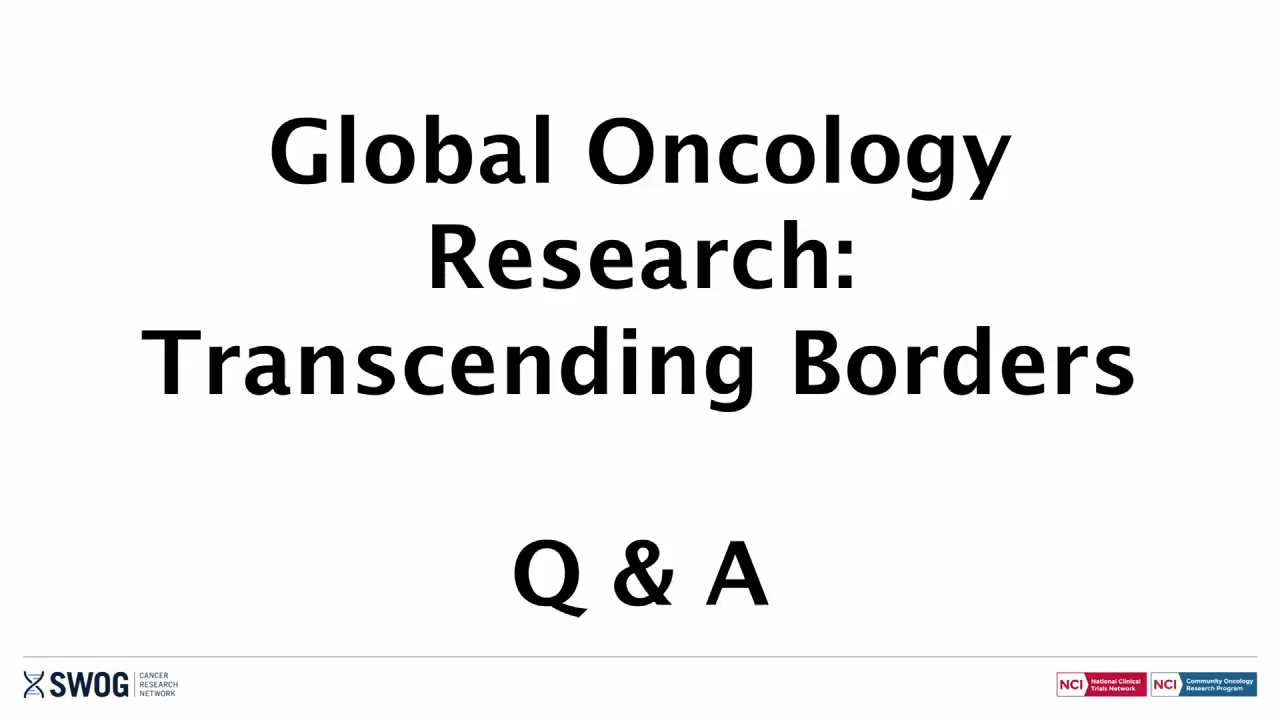 Global Oncology
Research:
Transcending Borders
Q & A
SWOG
CANCER
RESEARCH
NETWORK
NCI
National Clinical
Trials Network
NCI
Community Oncology
Research Program